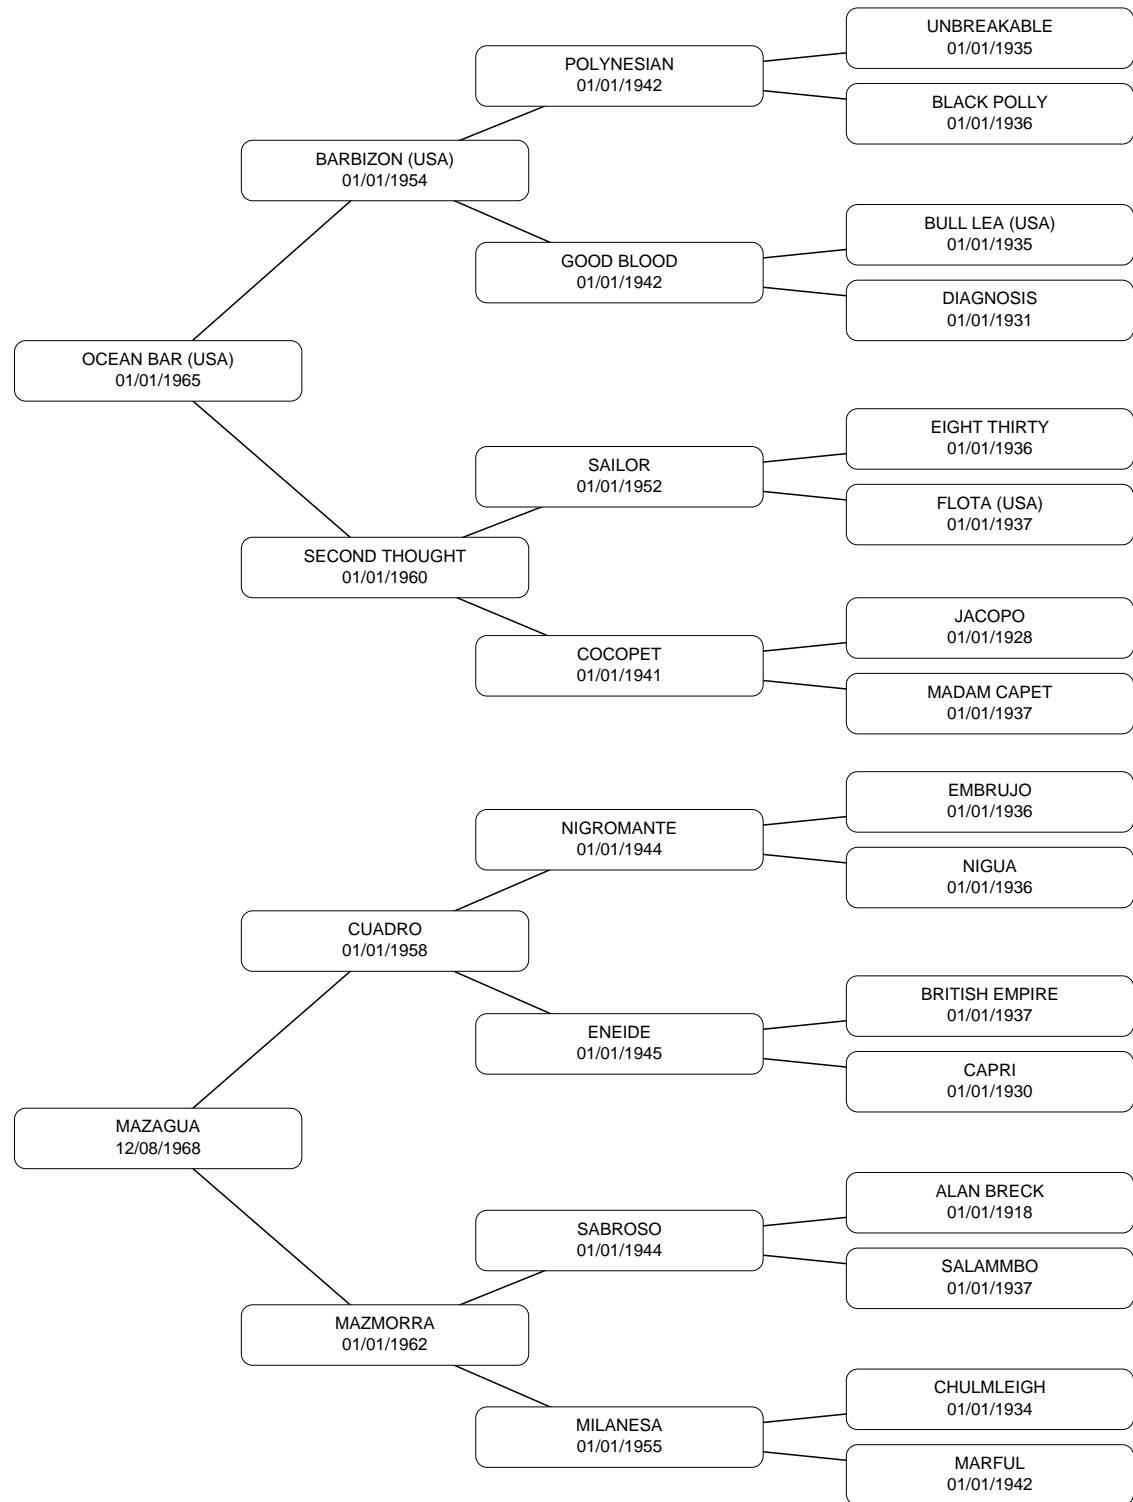 UNBREAKABLE
01/01/1935
POLYNESIAN
01/01/1942
BLACK POLLY
01/01/1936
BARBIZON (USA)
01/01/1954
BULL LEA (USA)
01/01/1935
GOOD BLOOD
01/01/1942
DIAGNOSIS
01/01/1931
OCEAN BAR (USA)
01/01/1965
EIGHT THIRTY
01/01/1936
SAILOR
01/01/1952
FLOTA (USA)
01/01/1937
SECOND THOUGHT
01/01/1960
JACOPO
01/01/1928
COCOPET
01/01/1941
MADAM CAPET
01/01/1937
EMBRUJO
01/01/1936
NIGROMANTE
01/01/1944
NIGUA
01/01/1936
CUADRO
01/01/1958
BRITISH EMPIRE
01/01/1937
ENEIDE
01/01/1945
CAPRI
01/01/1930
MAZAGUA
12/08/1968
ALAN BRECK
01/01/1918
SABROSO
01/01/1944
SALAMMBO
01/01/1937
MAZMORRA
01/01/1962
CHULMLEIGH
01/01/1934
MILANESA
01/01/1955
MARFUL
01/01/1942